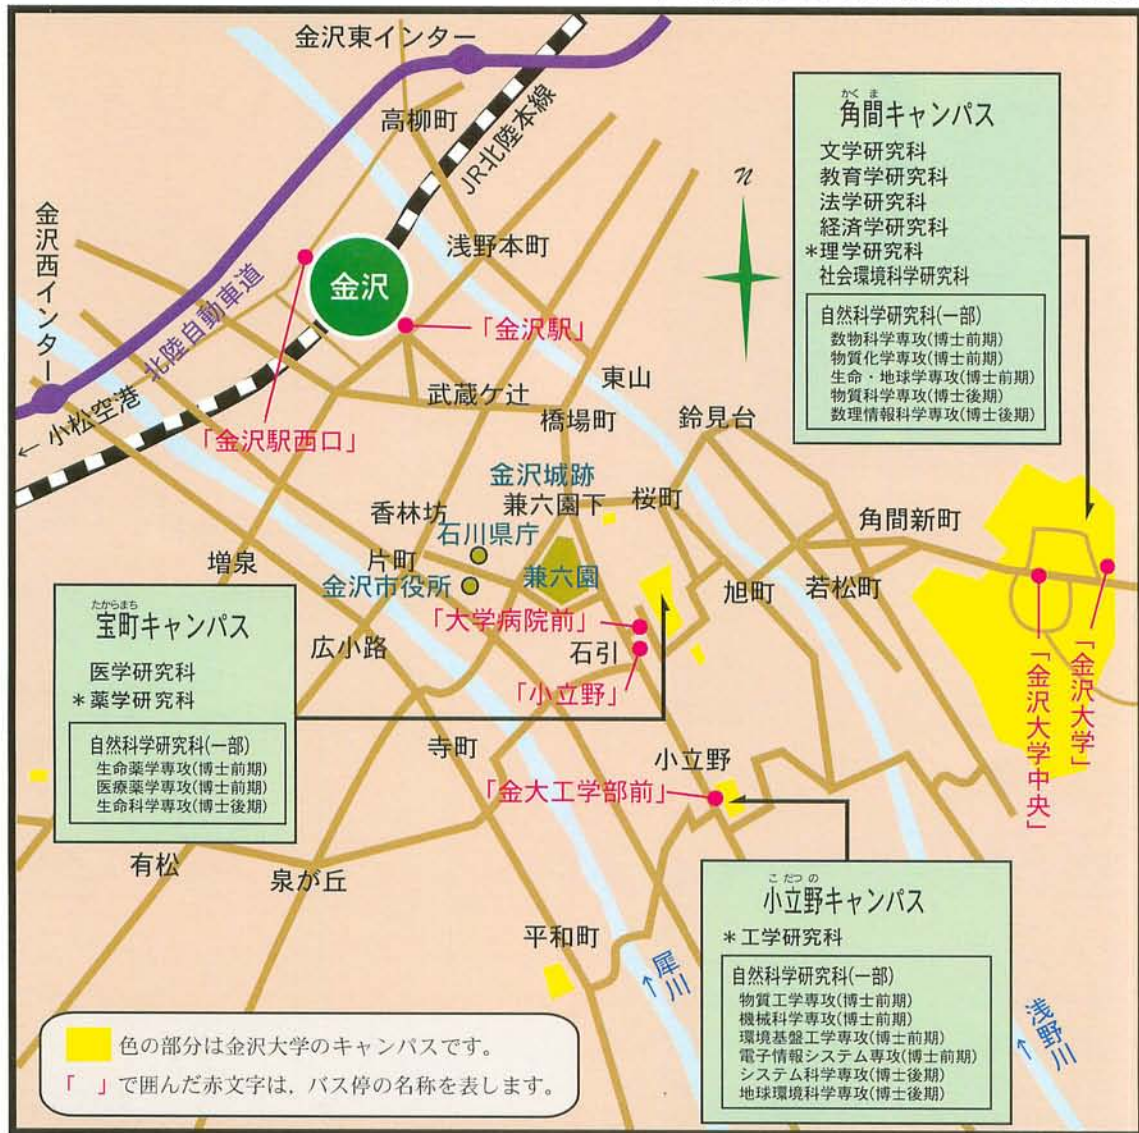 金沢東インター
高柳町
JR北陸本線
金沢西インター
北陸自動車道
浅野本町
金沢
「金沢駅」
← 小松空港
「金沢駅西口」
武蔵ケ辻
東山
橋場町
鈴見台
金沢城跡
兼六園下
桜町
香林坊
石川県庁
角間新町
増泉
片町
金沢市役所
兼六園
旭町
若松町
「大学病院前」
広小路
石引
「小立野」
寺町
小立野
「金大工学部前」
「金沢大学中央」
「金沢大学」
有松
泉が丘
平和町
↑犀川
↑浅野川
n
かく ま
角間キャンパス
文学研究科
教育学研究科
法学研究科
経済学研究科
*理学研究科
社会環境科学研究科
自然科学研究科(一部)
数物科学専攻(博士前期)
物質化学専攻(博士前期)
生命・地球学専攻(博士前期)
物質科学専攻(博士後期)
数理情報科学専攻(博士後期)
たからまち
宝町キャンパス
医学研究科
*薬学研究科
自然科学研究科(一部)
生命薬学専攻(博士前期)
医療薬学専攻(博士前期)
生命科学専攻(博士後期)
こ だつ の
小立野キャンパス
*工学研究科
自然科学研究科(一部)
物質工学専攻(博士前期)
機械科学専攻(博士前期)
環境基盤工学専攻(博士前期)
電子情報システム専攻(博士前期)
システム科学専攻(博士後期)
地球環境科学専攻(博士後期)
色の部分は金沢大学のキャンパスです。
「 」で囲んだ赤文字は，バス停の名称を表します。